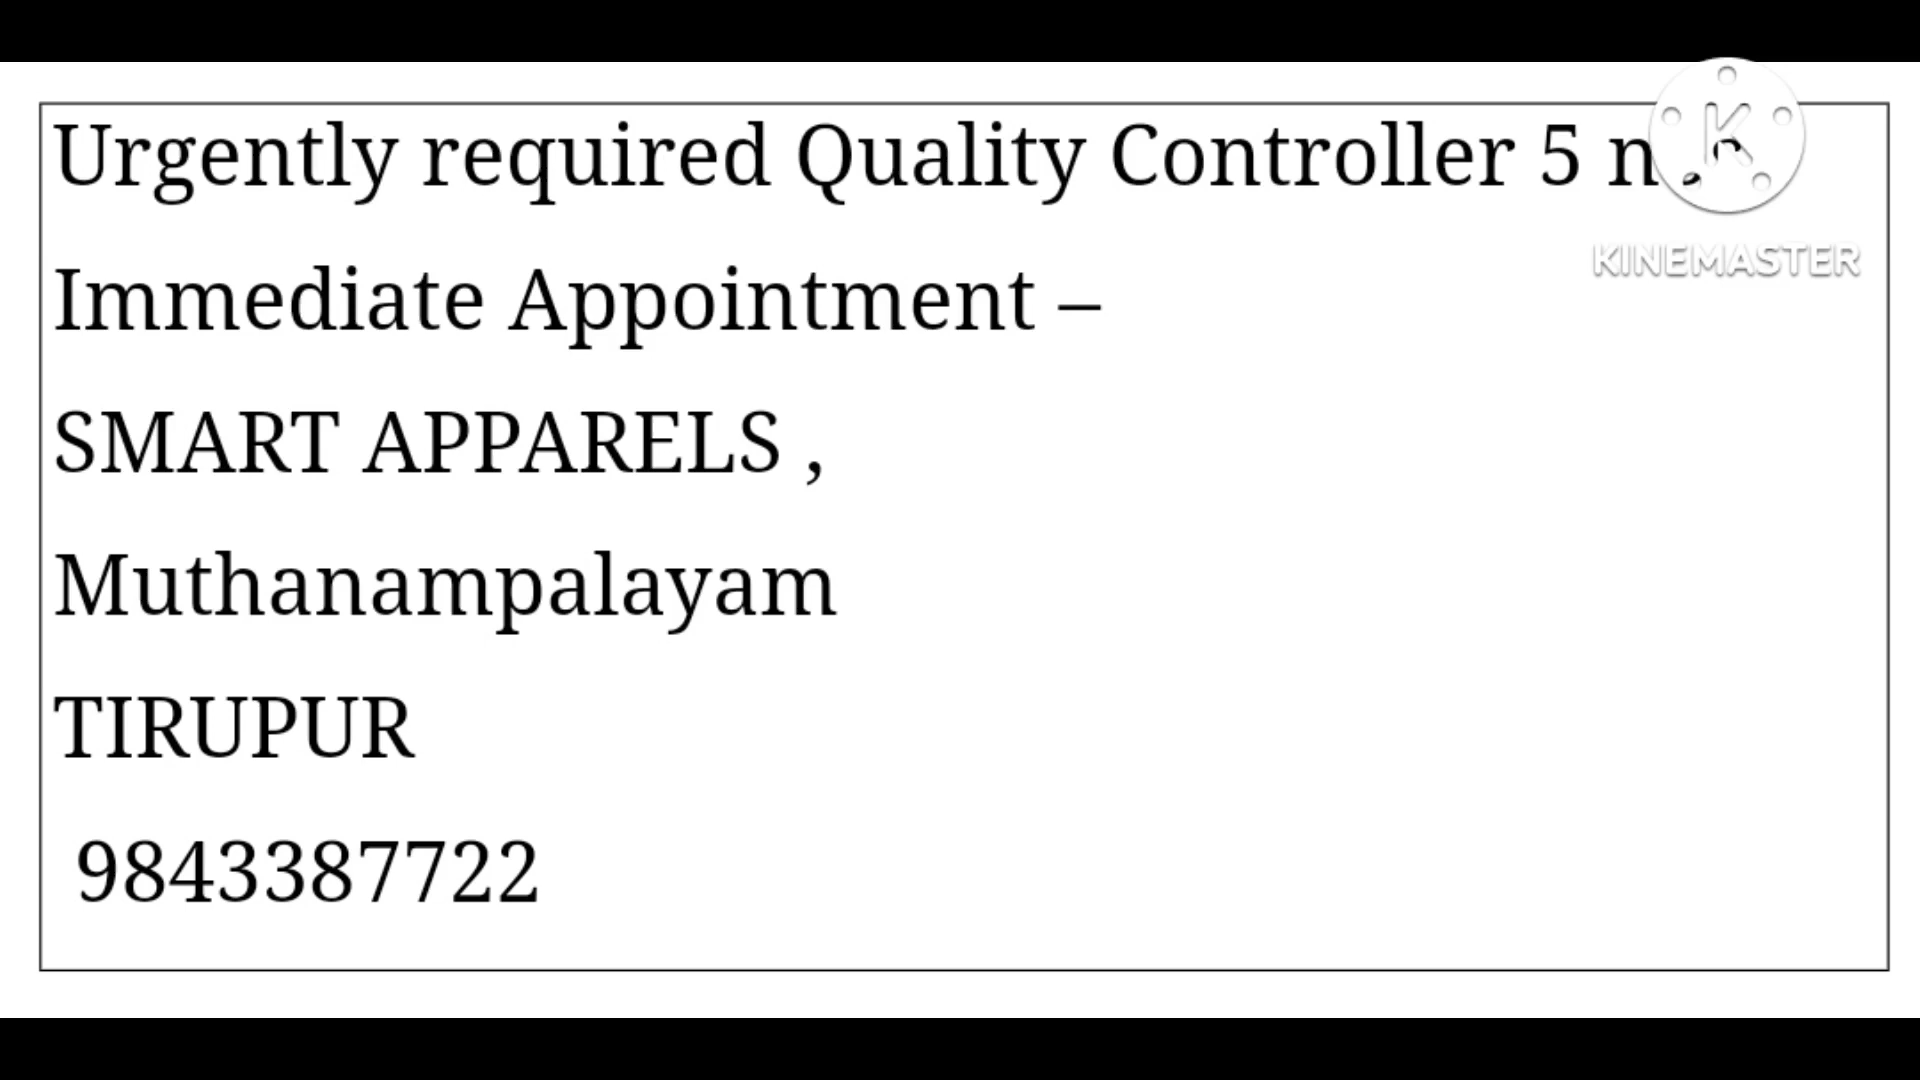 Urgently required Quality Controller 5
Immediate Appointment –
SMART APPARELS ,
Muthanampalayam
TIRUPUR
9843387722
KINEMASTER